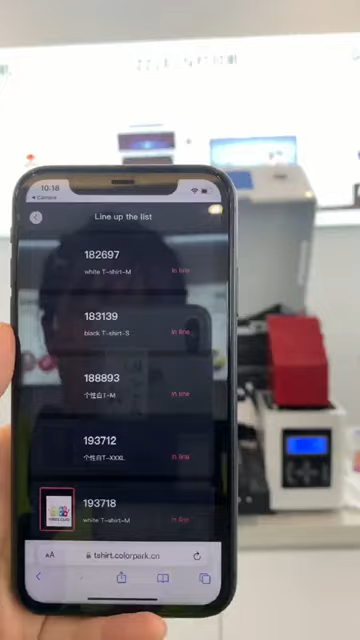 10:18
Camera
Line up the list
182697
white T-shirt-M
In line
183139
black T-shirt-S
In line
188893
个性白T-M
In line
193712
个性白T-XXXL
In line
193718
white T-shirt-M
In line
AA
tshirt.colorpark.cn